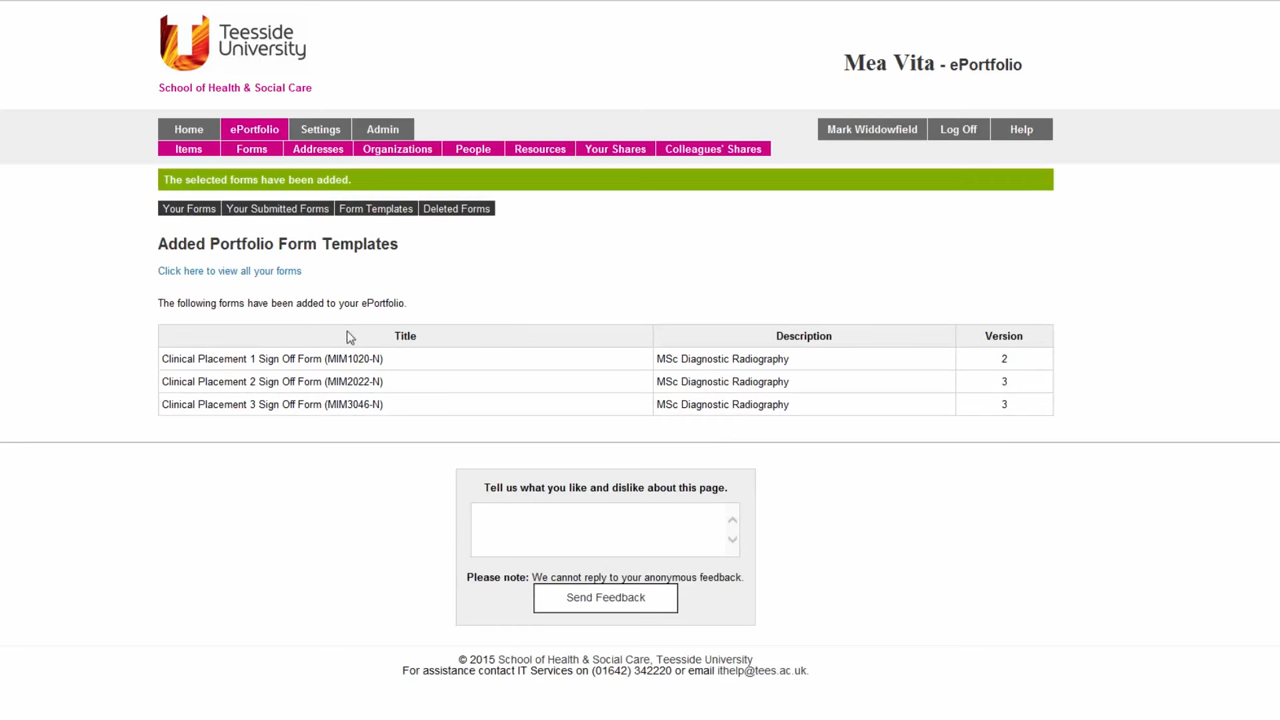 Teesside
University
Mea Vita - ePortfolio
School of Health & Social Care
Home ePortfolio Settings Admin Mark Widdowfield Log Off Help
Items Forms Addresses Organizations People Resources Your Shares Colleagues' Shares
The selected forms have been added.
Your Forms Your Submitted Forms Form Templates Deleted Forms
Added Portfolio Form Templates
Click here to view all your forms
The following forms have been added to your ePortfolio.
Title Description Version
Clinical Placement 1 Sign Off Form (MIM1020-N) MSc Diagnostic Radiography 2
Clinical Placement 2 Sign Off Form (MIM2022-N) MSc Diagnostic Radiography 3
Clinical Placement 3 Sign Off Form (MIM3046-N) MSc Diagnostic Radiography 3
Tell us what you like and dislike about this page.
Please note: We cannot reply to your anonymous feedback.
Send Feedback
© 2015 School of Health & Social Care, Teesside University
For assistance contact IT Services on (01642) 342220 or email ithelp@tees.ac.uk.